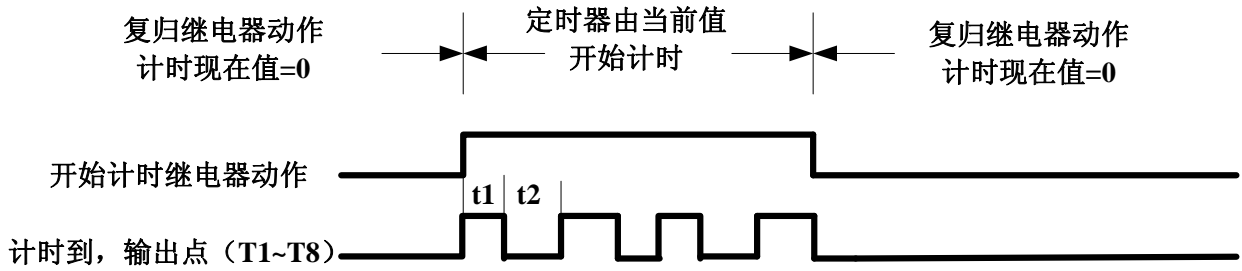 复归继电器动作
计时现在值=0
定时器由当前值
开始计时
复归继电器动作
计时现在值=0
开始计时继电器动作
t1 t2
计时到，输出点（T1~T8）